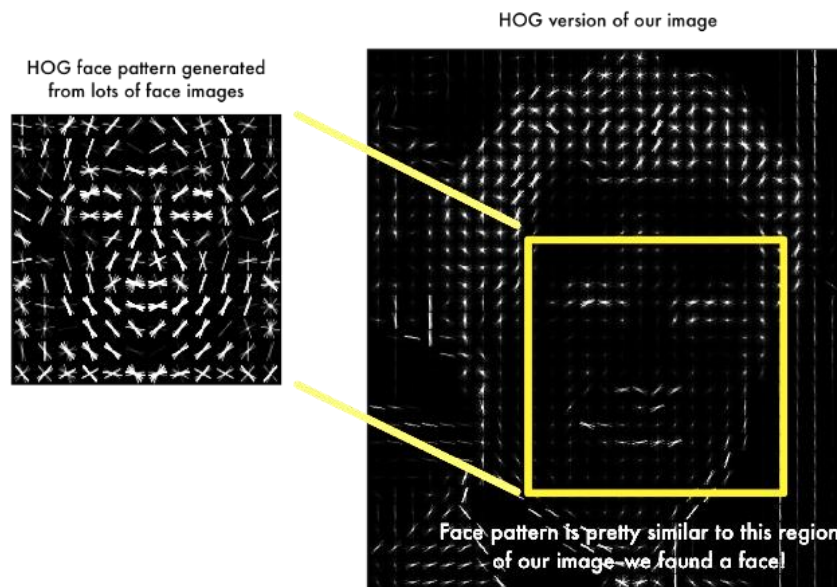 HOG version of our image
HOG face pattern generated
from lots of face images
Face pattern is pretty similar to this region
of our image-we found a face!